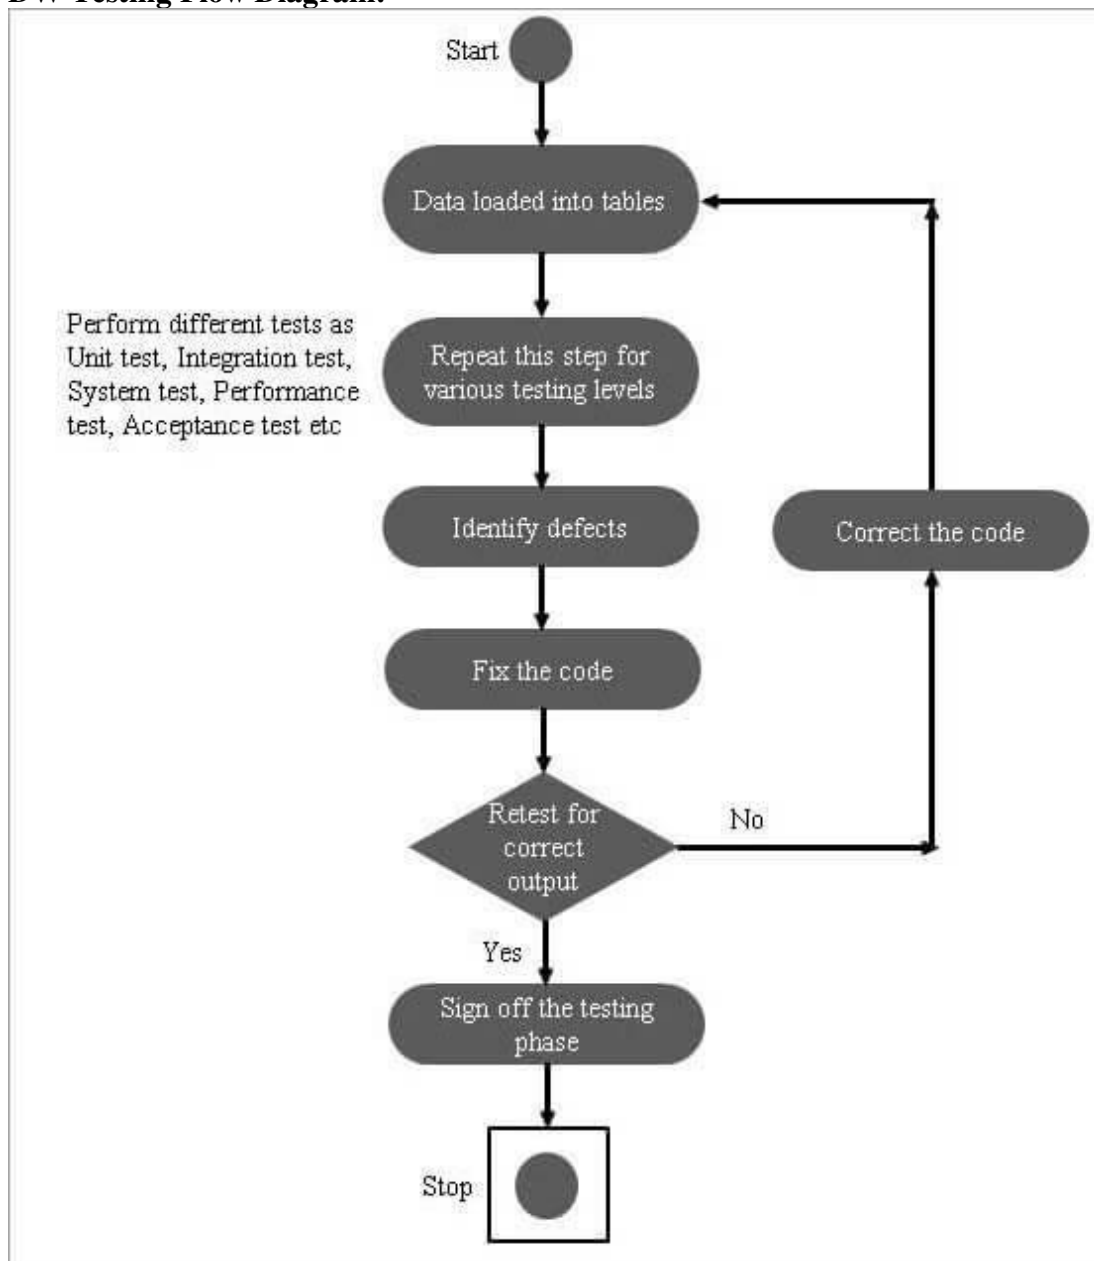 DW Testing Flow Diagram:
Start
Data loaded into tables
Perform different tests as
Unit test, Integration test,
System test, Performance
test, Acceptance test etc
Repeat this step for
various testing levels
Identify defects
Correct the code
Fix the code
Retest for
correct
output
No
Yes
Sign off the testing
phase
Stop